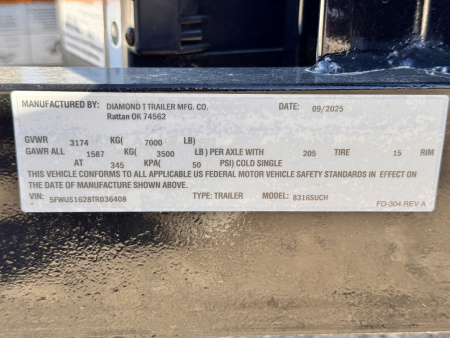 MANUFACTURED BY: DIAMOND T TRAILER MFG. CO. DATE: 09/2025
Rattan OK 74562
GVWR 3174 KG( 7000 LB)
GAWR ALL 1587 KG( 3500 LB) PER AXLE WITH 205 TIRE 15 RIM
AT 345 KPA( 50 PSI) COLD SINGLE
THIS VEHICLE CONFORMS TO ALL APPLICABLE US FEDERAL MOTOR VEHICLE SAFETY STANDARDS IN EFFECT ON
THE DATE OF MANUFACTURE SHOWN ABOVE.
VIN: 5FWUS1628TR036408 TYPE: TRAILER MODEL: 8316SUCH
FD-304 REV A